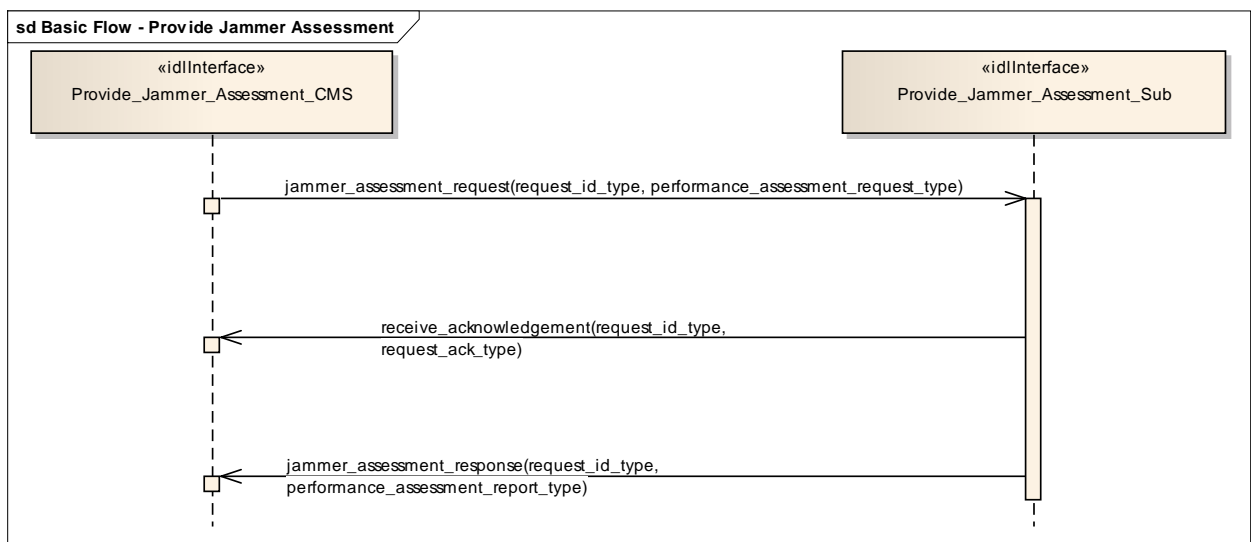 sd Basic Flow - Provide Jammer Assessment
«idlInterface»
Provide_Jammer_Assessment_CMS
«idlInterface»
Provide_Jammer_Assessment_Sub
jammer_assessment_request(request_id_type, performance_assessment_request_type)
receive_acknowledgement(request_id_type,
request_ack_type)
jammer_assessment_response(request_id_type,
performance_assessment_report_type)